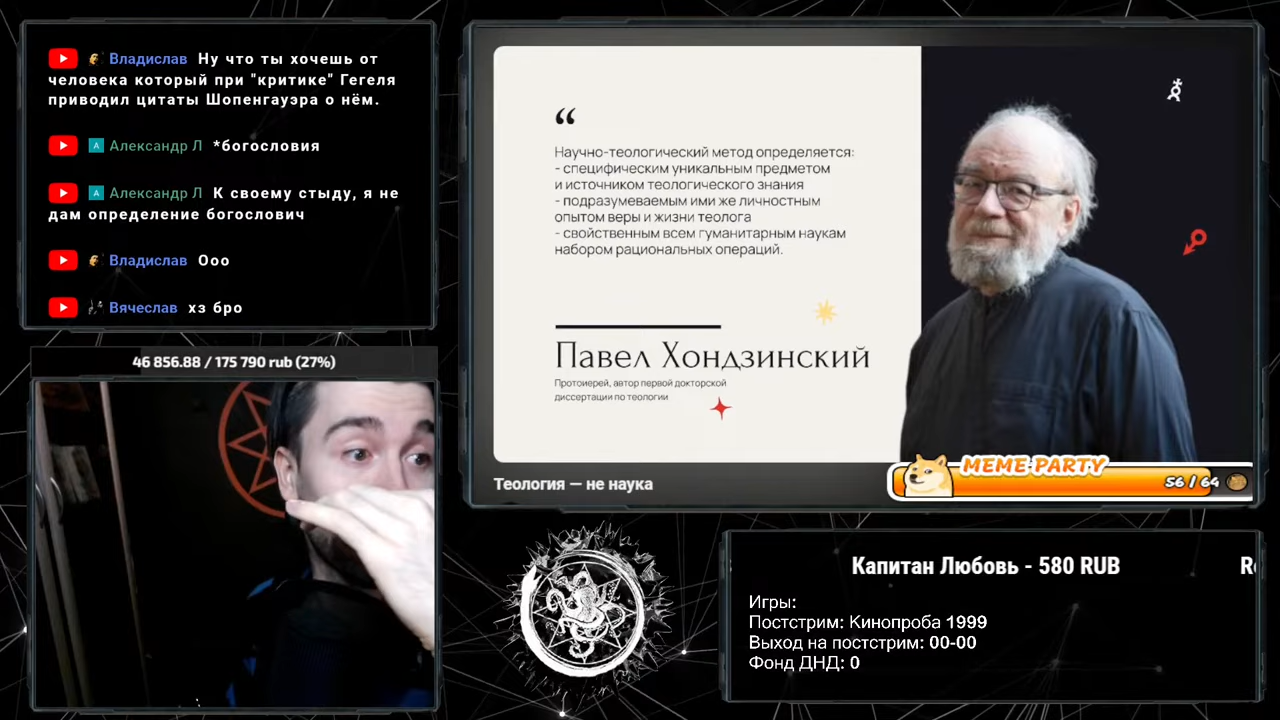 Владислав Ну что ты хочешь от
человека который при "критике" Гегеля
приводил цитаты Шопенгауэра о нём.
А Александр Л *богословия
А Александр Л К своему стыду, я не
дам определение богослович
Владислав Ооо
Вячеслав хз бро
46 856.88 / 175 790 rub (27%)
“
Научно-теологический метод определяется:
- специфическим уникальным предметом
и источником теологического знания
- подразумеваемым ими же личностным
опытом веры и жизни теолога
- свойственным всем гуманитарным наукам
набором рациональных операций.
Павел Хондзинский
Протоиерей, автор первой докторской
диссертации по теологии
Теология — не наука
MEME PARTY
56 / 64
Капитан Любовь - 580 RUB
Игры:
Постстрим: Кинопроба 1999
Выход на постстрим: 00-00
Фонд ДНД: 0